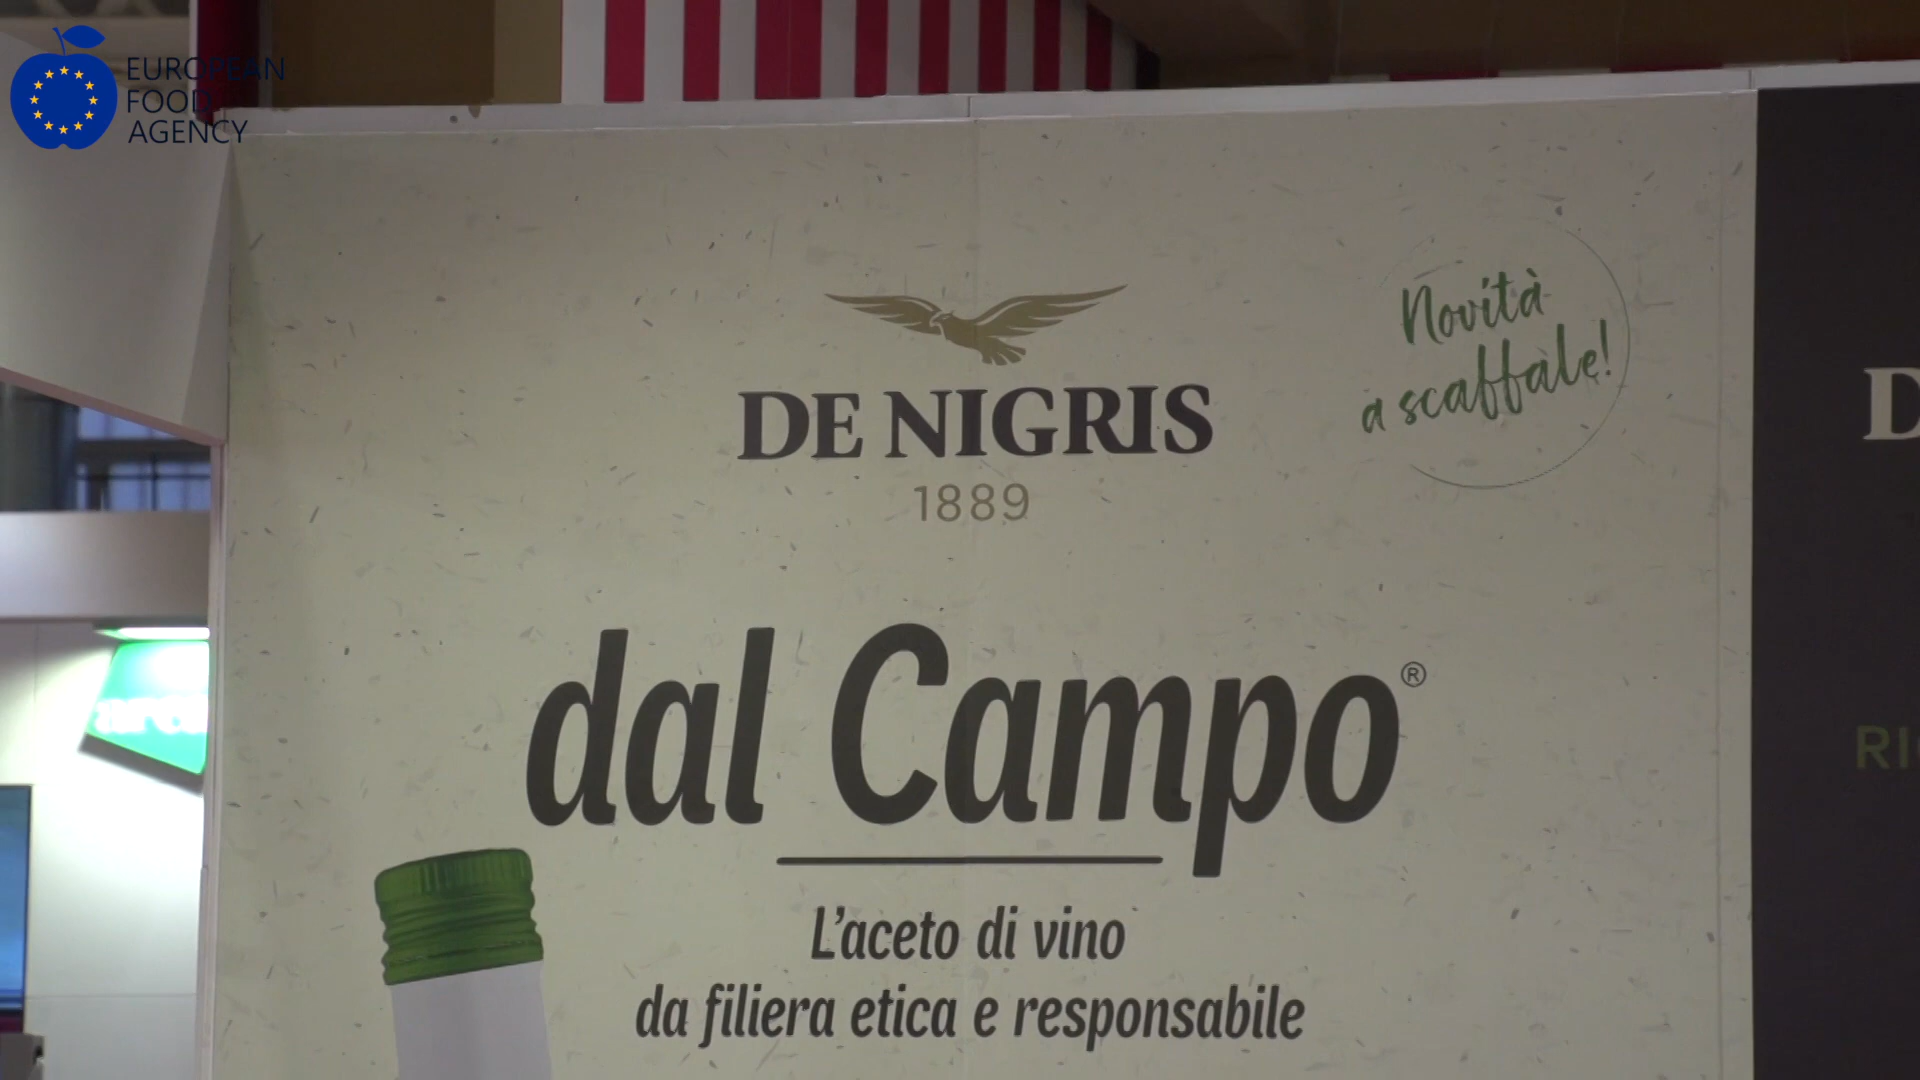 EUROPEAN
FOOD
AGENCY
Novità
a scaffale!
DE NIGRIS
1889
dal Campo®
L'aceto di vino
da filiera etica e responsabile